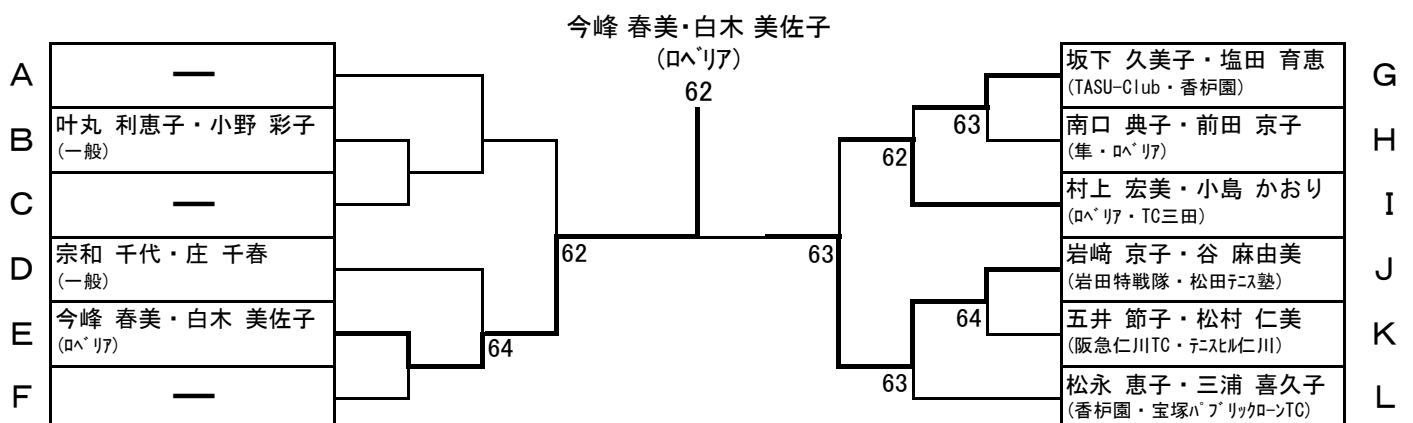 今峰 春美・白木 美佐子
(ﾛﾍﾞﾘｱ)
62
A
ー
B
叶丸 利恵子・小野 彩子
(一般)
C
ー
D
宗和 千代・庄 千春
(一般)
E
今峰 春美・白木 美佐子
(ﾛﾍﾞﾘｱ)
F
ー
62
64
坂下 久美子・塩田 育恵
(TASU-Club・香枦園)
G
63
南口 典子・前田 京子
(隼・ﾛﾍﾞﾘｱ)
H
62
村上 宏美・小島 かおり
(ﾛﾍﾞﾘｱ・TC三田)
I
63
岩﨑 京子・谷 麻由美
(岩田特戦隊・松田ﾃﾆｽ塾)
J
64
五井 節子・松村 仁美
(阪急仁川TC・ﾃﾆｽﾋﾙ仁川)
K
63
松永 恵子・三浦 喜久子
(香枦園・宝塚ﾊﾟﾌﾞﾘｯｸﾛｰﾝTC)
L